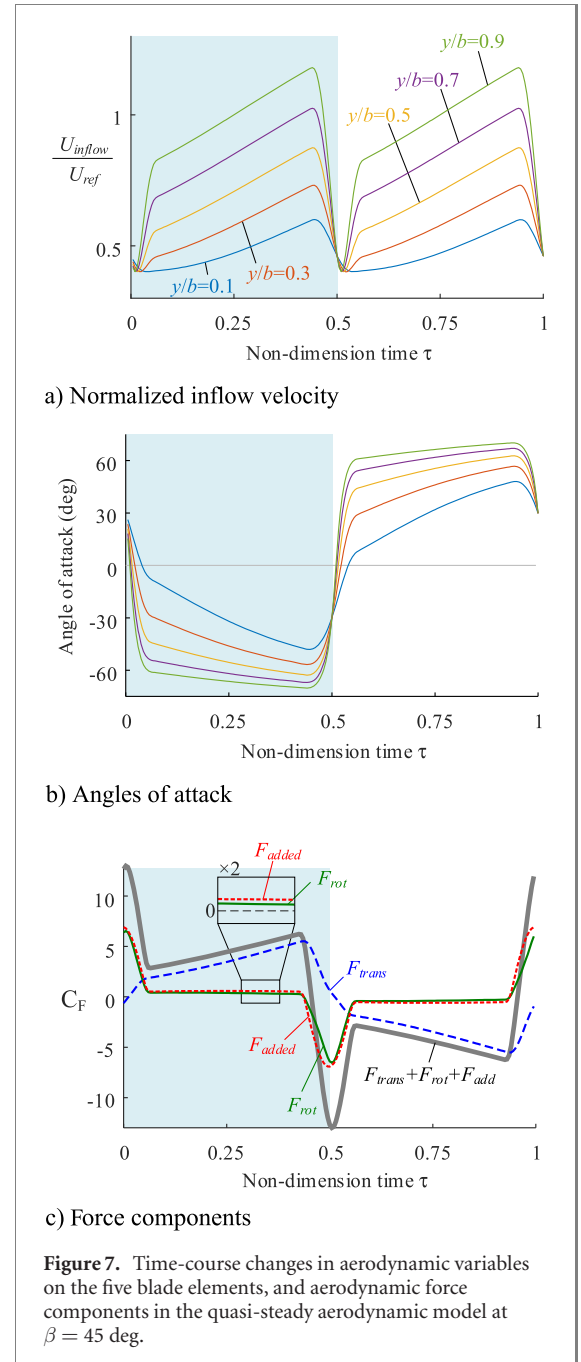 y/b=0.9
y/b=0.7
y/b=0.5
1
U_inflow
U_ref
0.5
y/b=0.3
y/b=0.1
0 0.25 0.5 0.75 1
Non-dimension time τ
a) Normalized inflow velocity
60
30
0
-30
-60
Angle of attack (deg)
0 0.25 0.5 0.75 1
Non-dimension time τ
b) Angles of attack
×2
F_added
F_rot
10
0
5
F_trans
C_F
0
F_added
-5
F_rot
F_trans+F_rot+F_add
-10
0 0.25 0.5 0.75 1
Non-dimension time τ
c) Force components
Figure 7. Time-course changes in aerodynamic variables
on the five blade elements, and aerodynamic force
components in the quasi-steady aerodynamic model at
β = 45 deg.